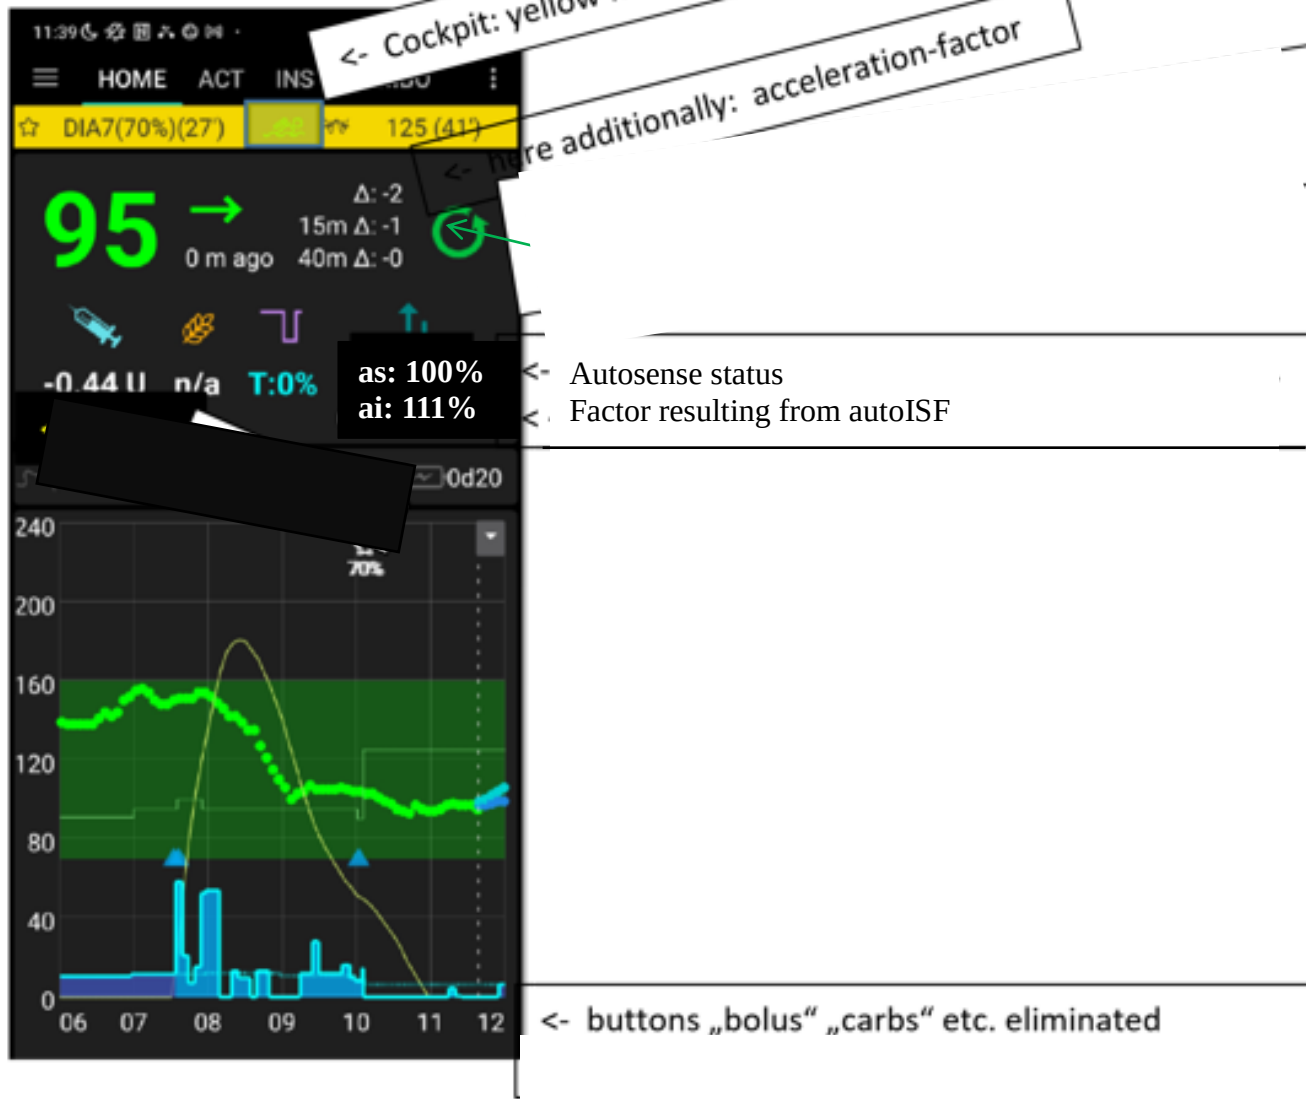 <- Cockpit: yellow
11:39
HOME ACT INS
<- here additionally: acceleration-factor
DIA7(70%)(27') 125 (41')
95
Δ: -2
15m Δ: -1
0 m ago 40m Δ: -0
-0.44 U n/a T:0%
as: 100% <- Autosense status
ai: 111% <- Factor resulting from autoISF
0d20
240
70%
200
160
120
80
40
0
06 07 08 09 10 11 12
<- buttons „bolus“ „carbs“ etc. eliminated